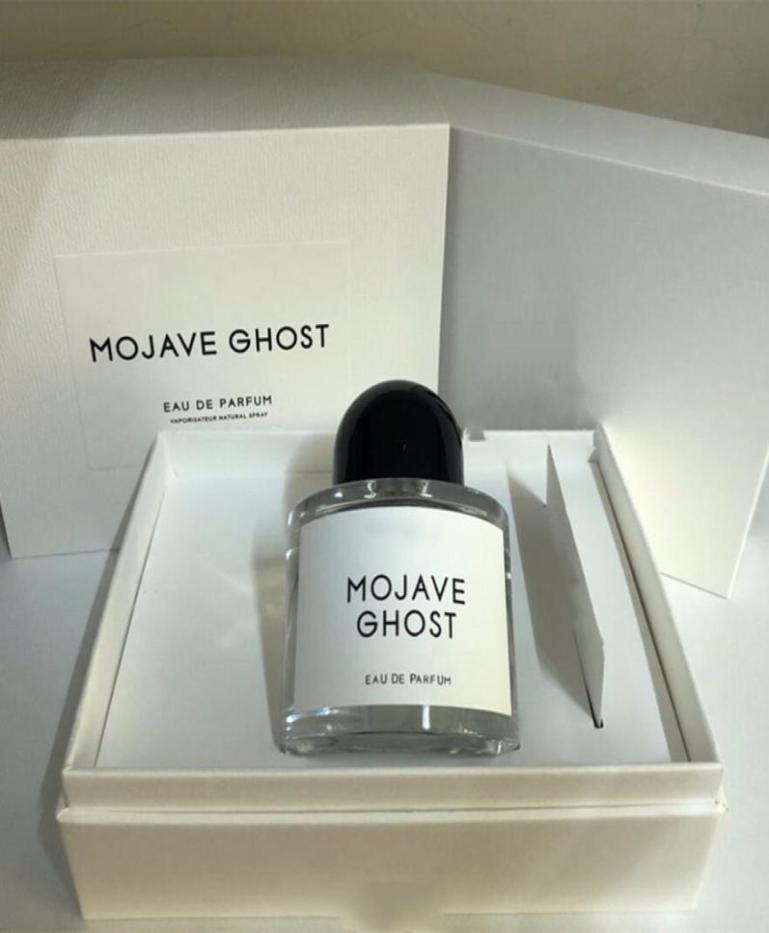 MOJAVE GHOST
EAU DE PARFUM
VAPORISATEUR NATURAL SPRAY
MOJAVE
GHOST
EAU DE PARFUM